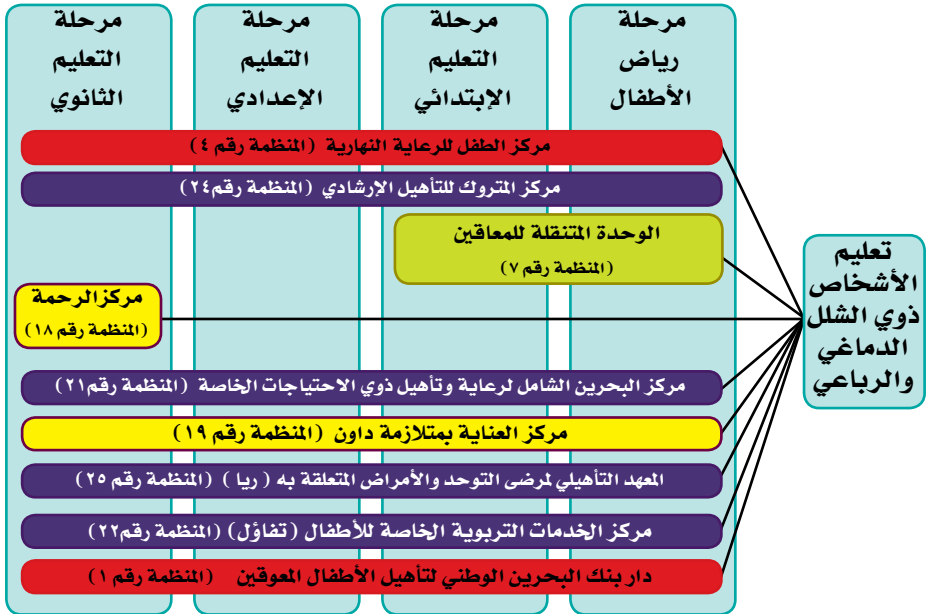 مرحلة
رياض
الأطفال
مرحلة
التعليم
الإبتدائي
مرحلة
التعليم
الإعدادي
مرحلة
التعليم
الثانوي
تعليم
الأشخاص
ذوي الشلل
الدماغي
والرباعي
مركز الطفل للرعاية النهارية (المنظمة رقم ٤)
مركز المتروك للتأهيل الإرشادي (المنظمة رقم٢٤)
الوحدة المتنقلة للمعاقين
(المنظمة رقم ٧)
مركزالرحمة
(المنظمة رقم ١٨)
مركز البحرين الشامل لرعاية وتأهيل ذوي الاحتياجات الخاصة (المنظمة رقم٢١)
مركز العناية بمتلازمة داون (المنظمة رقم ١٩)
المعهد التأهيلي لمرضى التوحد والأمراض المتعلقة به ( ريا ) (المنظمة رقم ٢٥)
مركز الخدمات التربوية الخاصة للأطفال (تفاؤل) (المنظمة رقم٢٢)
دار بنك البحرين الوطني لتأهيل الأطفال المعوقين (المنظمة رقم ١)